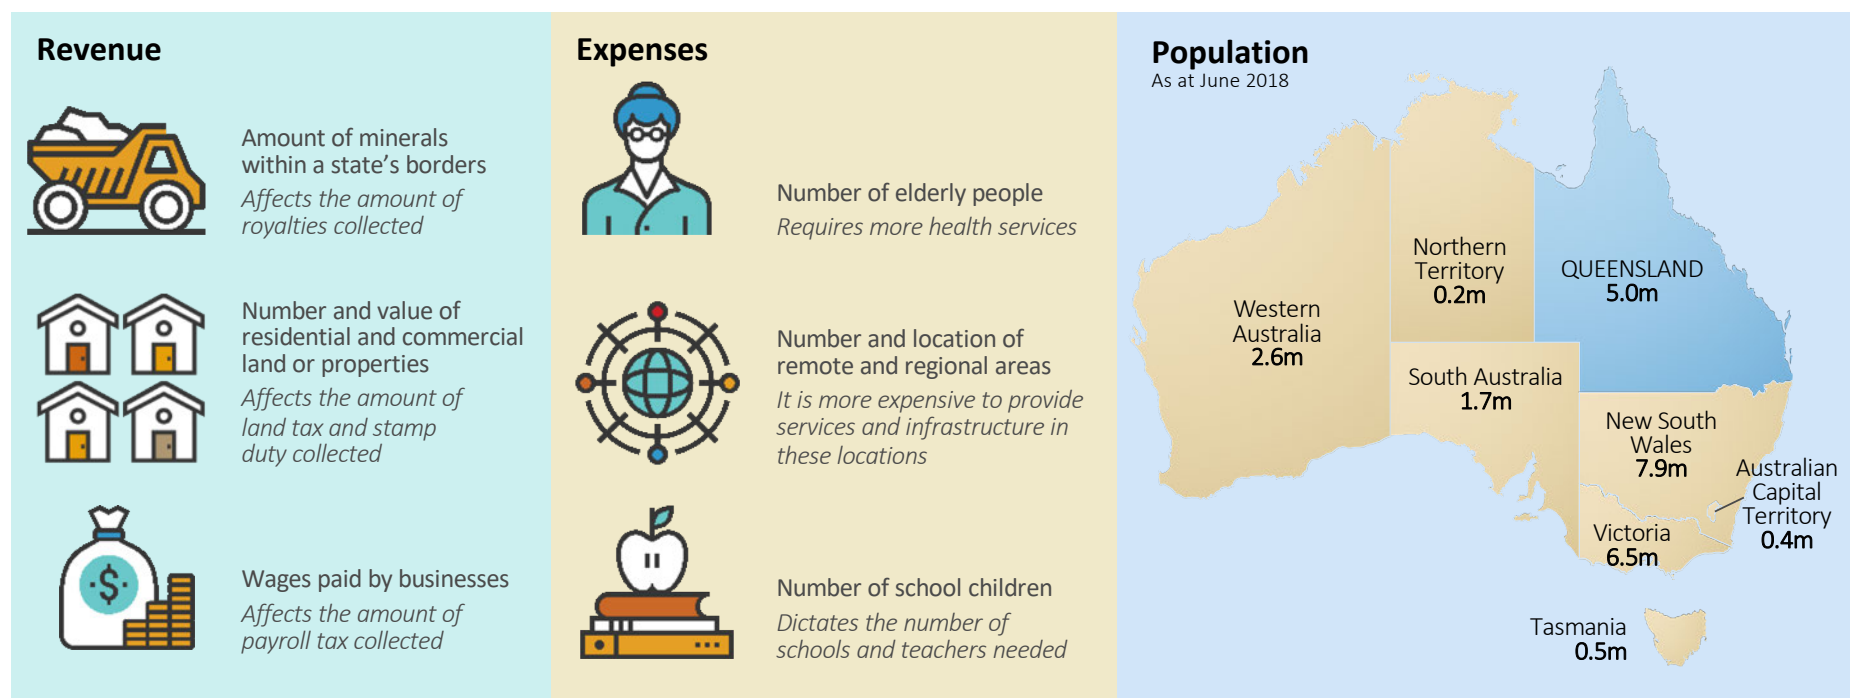 Revenue
Amount of minerals
within a state's borders
Affects the amount of
royalties collected
Number and value of
residential and commercial
land or properties
Affects the amount of
land tax and stamp
duty collected
$
Wages paid by businesses
Affects the amount of
payroll tax collected
Expenses
Number of elderly people
Requires more health services
Number and location of
remote and regional areas
It is more expensive to provide
services and infrastructure in
these locations
Number of school children
Dictates the number of
schools and teachers needed
Population
As at June 2018
Northern
Territory
0.2m
QUEENSLAND
5.0m
Western
Australia
2.6m
South Australia
1.7m
New South
Wales
7.9m
Australian
Capital
Territory
0.4m
Victoria
6.5m
Tasmania
0.5m